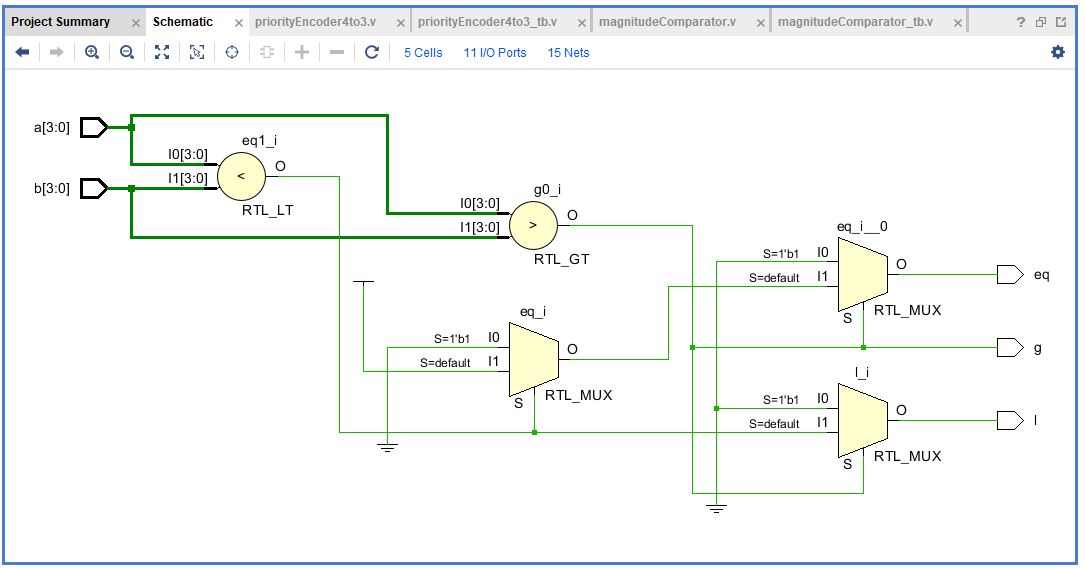 Project Summary × Schematic × priorityEncoder4to3.v × priorityEncoder4to3_tb.v × magnitudeComparator.v × magnitudeComparator_tb.v × ?
5 Cells 11 I/O Ports 15 Nets
a[3:0]
eq1_i
I0[3:0]
O
<
b[3:0]
I1[3:0]
RTL_LT
g0_i
I0[3:0]
O
>
I1[3:0]
RTL_GT
eq_i__0
S=1'b1 I0
O
eq
S=default I1
RTL_MUX
S
eq_i
S=1'b1 I0
O
S=default I1
RTL_MUX
S
g
l_i
S=1'b1 I0
O
l
S=default I1
RTL_MUX
S